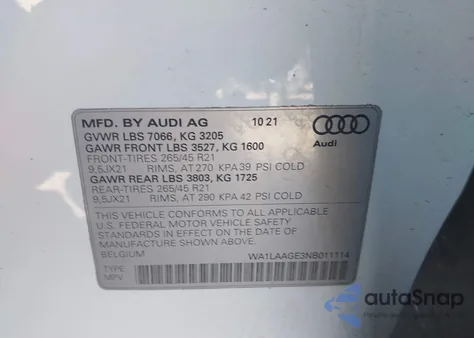 MFD. BY AUDI AG 10 21
GVWR LBS 7066, KG 3205
GAWR FRONT LBS 3527, KG 1600
FRONT-TIRES 265/45 R21
9,5JX21 RIMS, AT 270 KPA 39 PSI COLD
GAWR REAR LBS 3803, KG 1725
REAR-TIRES 265/45 R21
9,5JX21 RIMS, AT 290 KPA 42 PSI COLD
Audi
THIS VEHICLE CONFORMS TO ALL APPLICABLE
U.S. FEDERAL MOTOR VEHICLE SAFETY
STANDARDS IN EFFECT ON THE DATE OF
MANUFACTURE SHOWN ABOVE.
BELGIUM WA1LAAGE3NB011114
TYPE:
MPV
autoSnap